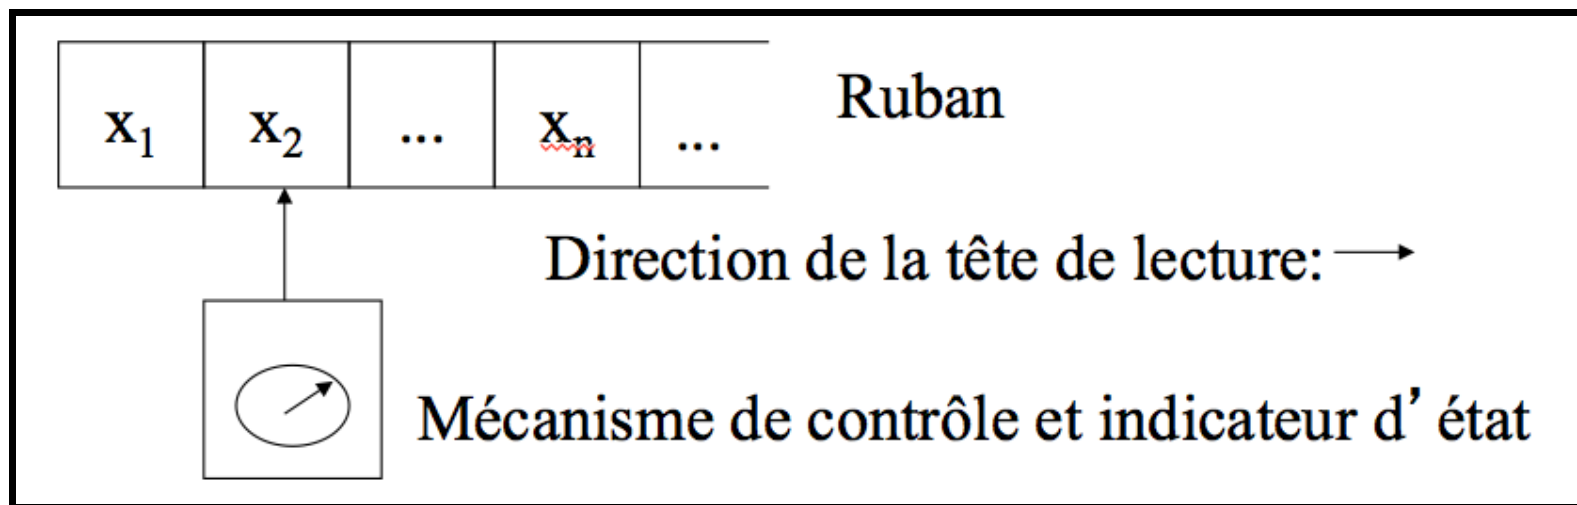 x₁ x₂ ... xₙ ... Ruban
Direction de la tête de lecture:
Mécanisme de contrôle et indicateur d’ état